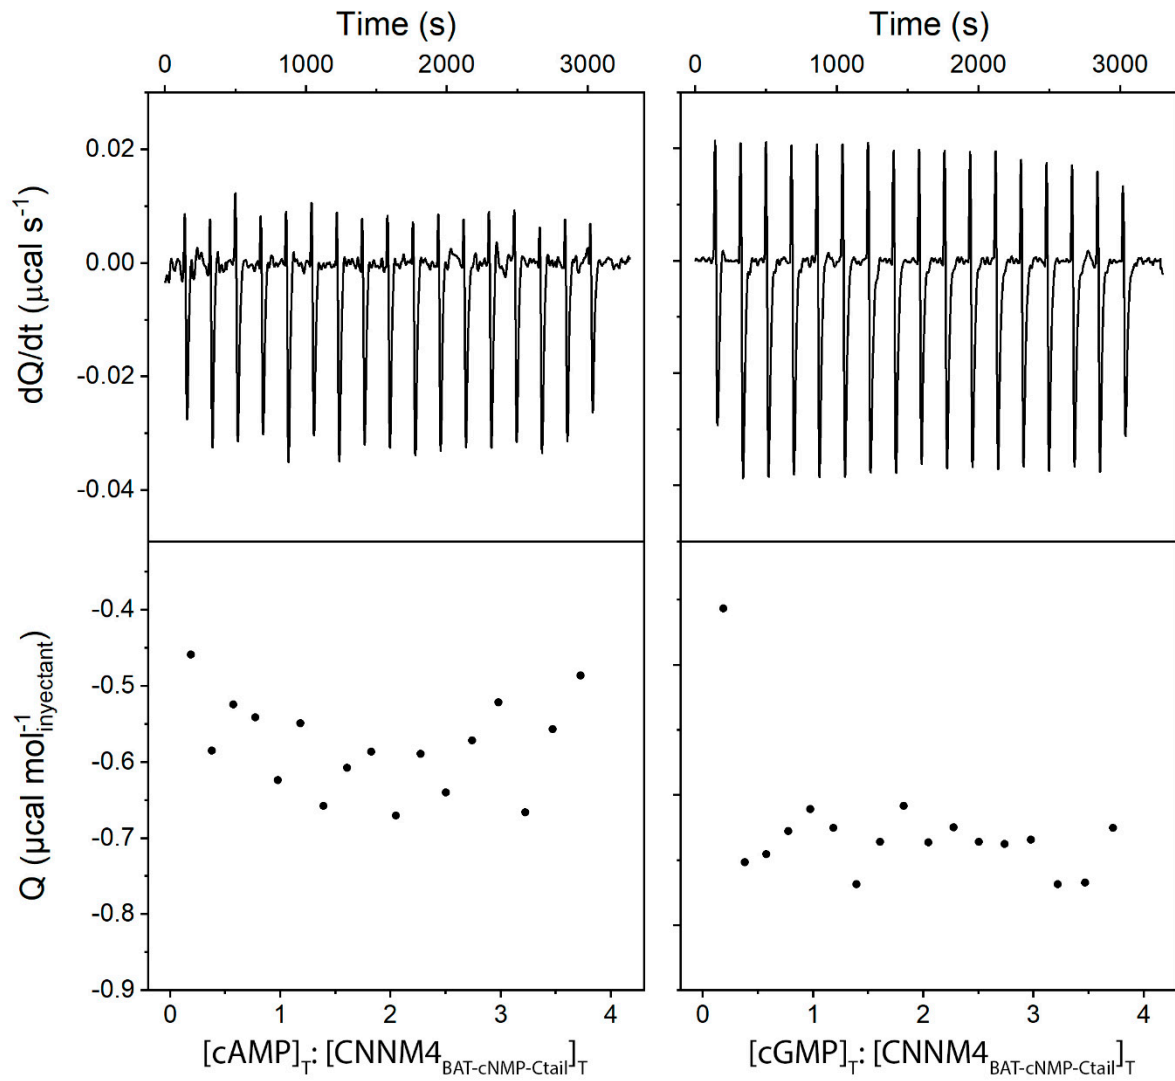 Time (s)
Time (s)
0 1000 2000 3000
0 1000 2000 3000
dQ/dt (µcal s⁻¹)
0.02
0.00
-0.02
-0.04
Q (µcal mol⁻¹inyectant)
-0.4
-0.5
-0.6
-0.7
-0.8
-0.9
0 1 2 3 4
0 1 2 3 4
[cAMP]T: [CNNM4BAT-cNMP-Ctail]T
[cGMP]T: [CNNM4BAT-cNMP-Ctail]T